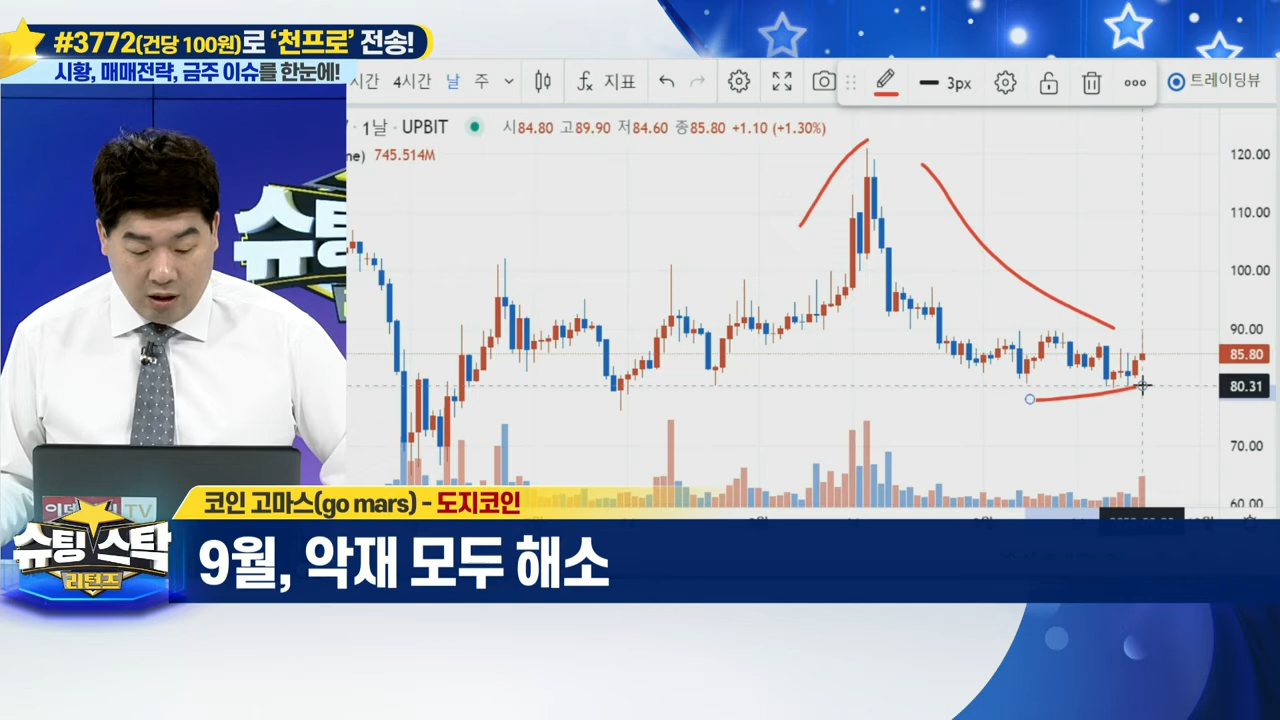 #3772(건당 100원)로 '천프로' 전송!
시황, 매매전략, 금주 이슈를 한눈에!
시간 4시간 날 주 지표 3px 트레이딩뷰
1날 · UPBIT 시84.80 고89.90 저84.60 종85.80 +1.10 (+1.30%)
745.514M
120.00
110.00
100.00
90.00
85.80
80.31
70.00
60.00
슈팅
코인 고마스(go mars) - 도지코인
TV
슈팅 스탁
리턴즈
9월, 악재 모두 해소